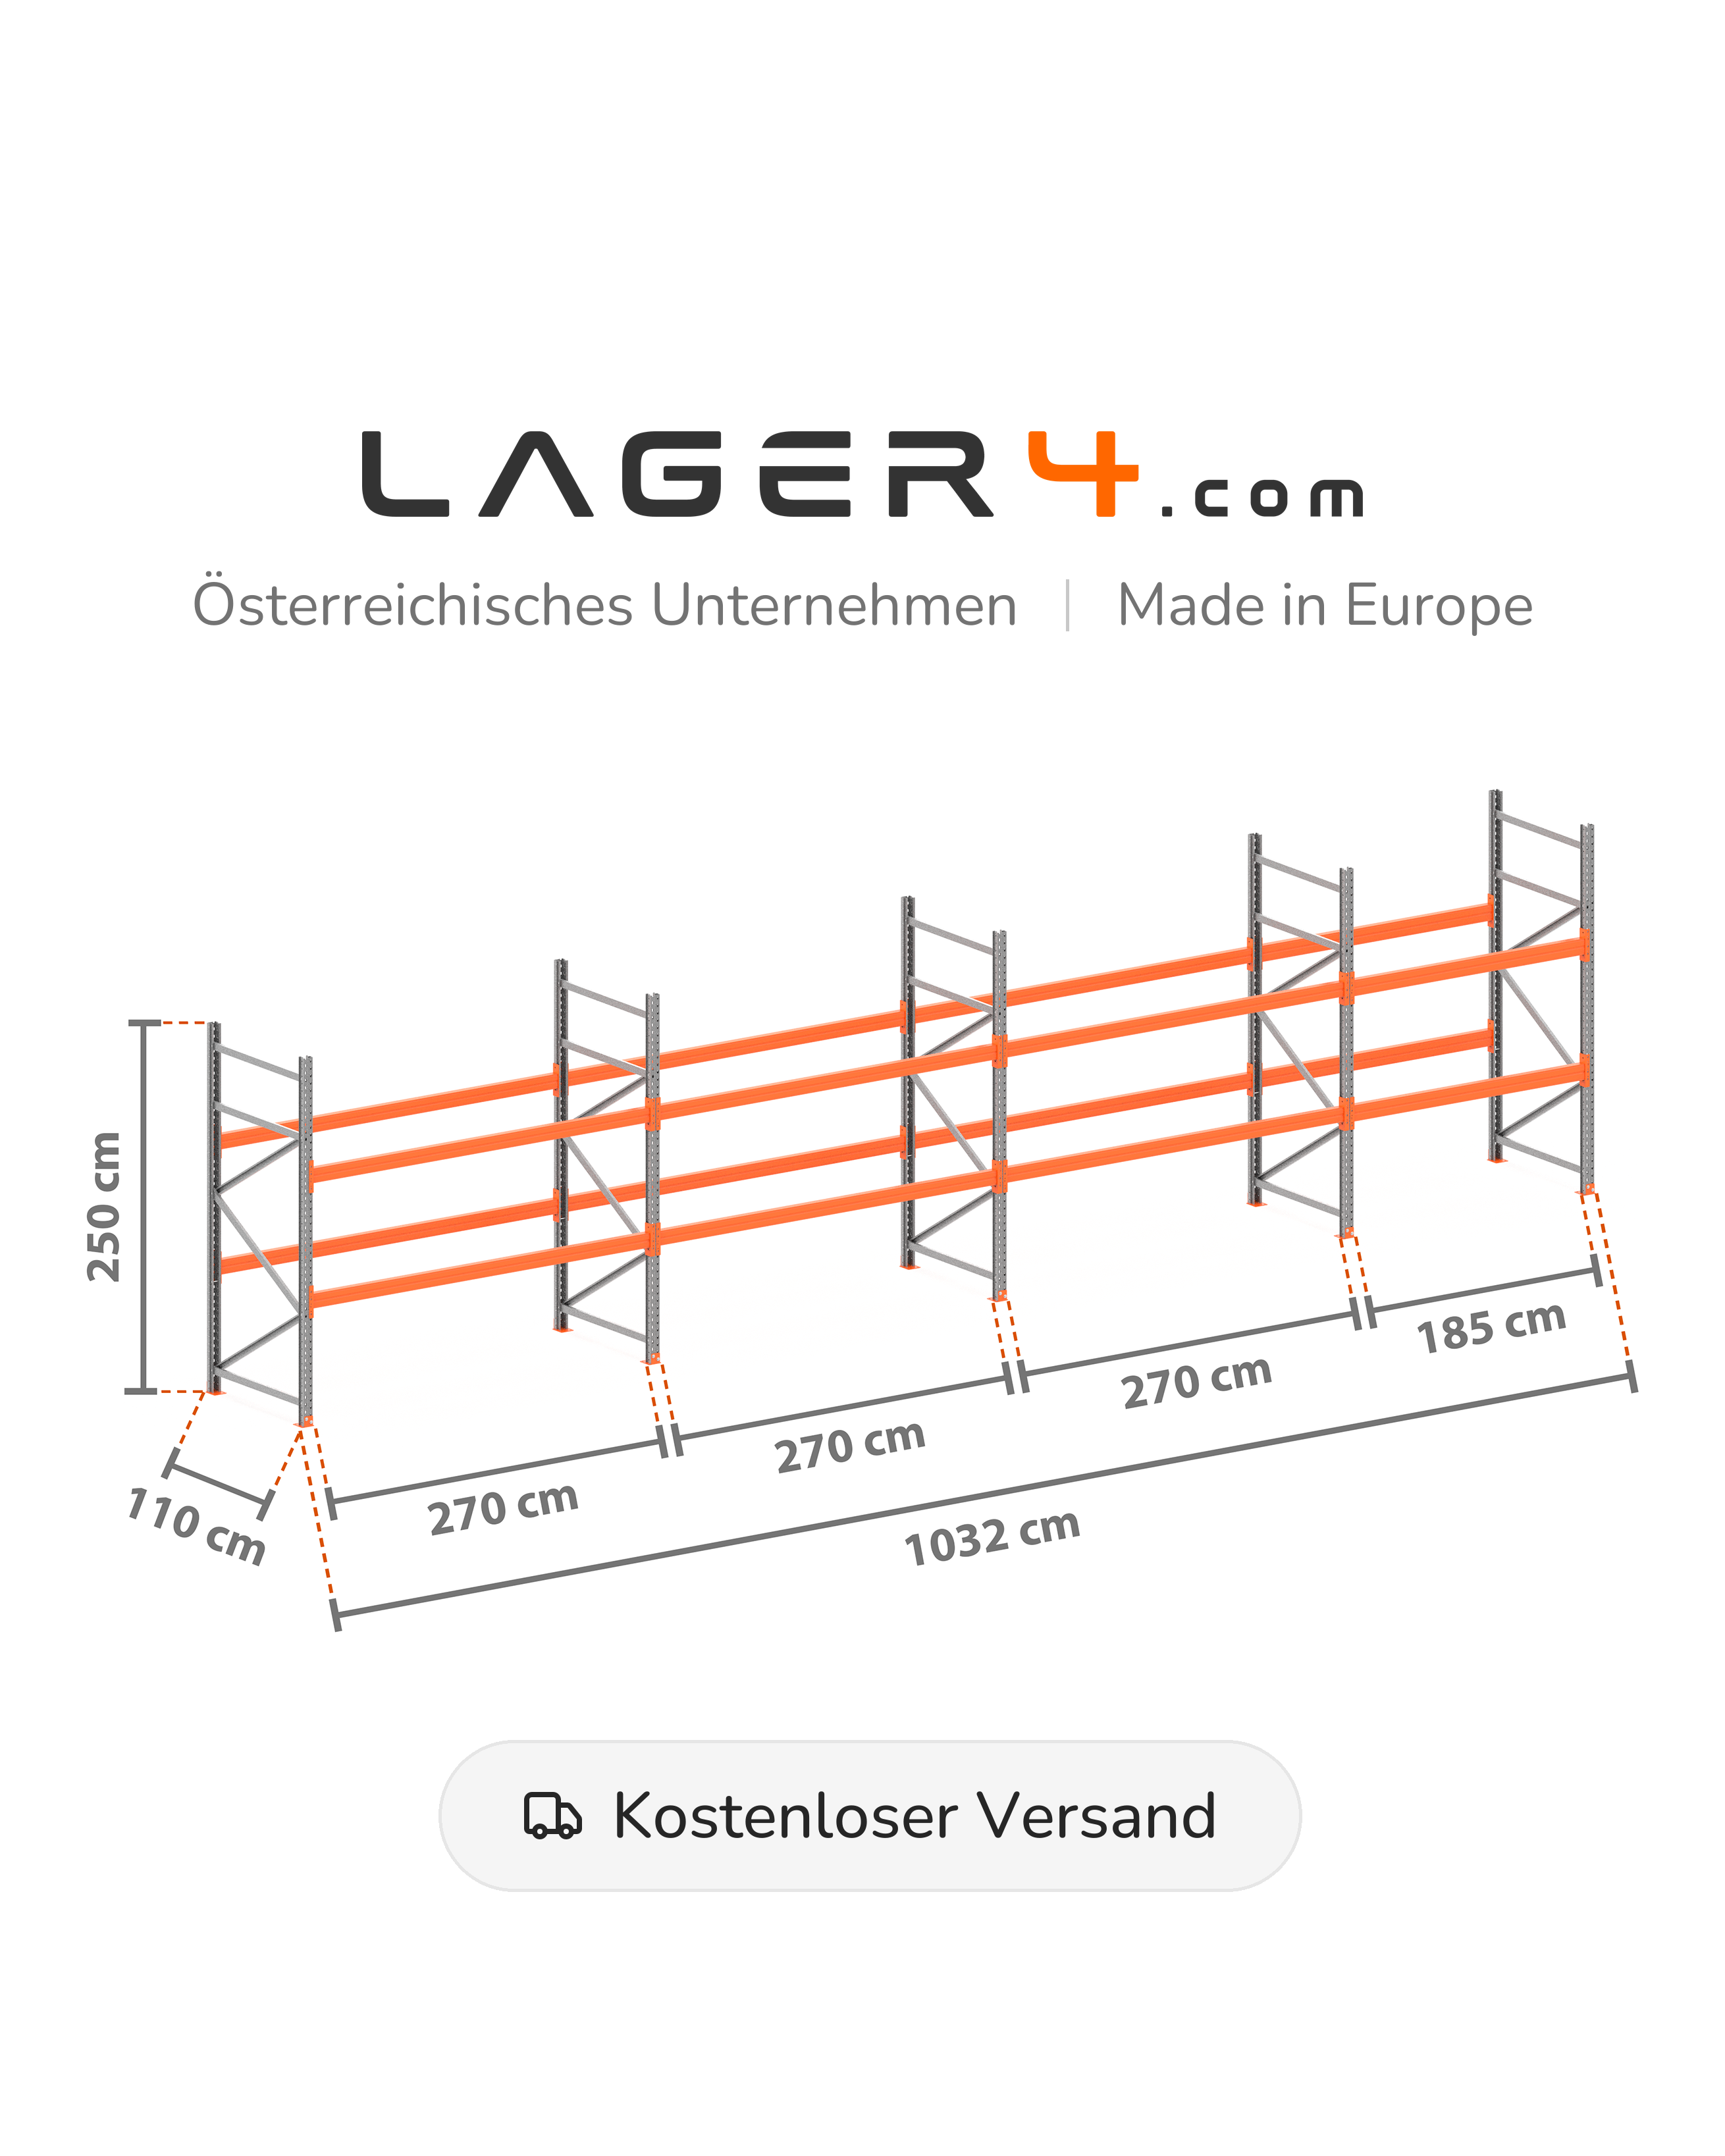 LAGER4.com
Österreichisches Unternehmen | Made in Europe
250 cm
110 cm
270 cm
270 cm
270 cm
185 cm
1032 cm
Kostenloser Versand